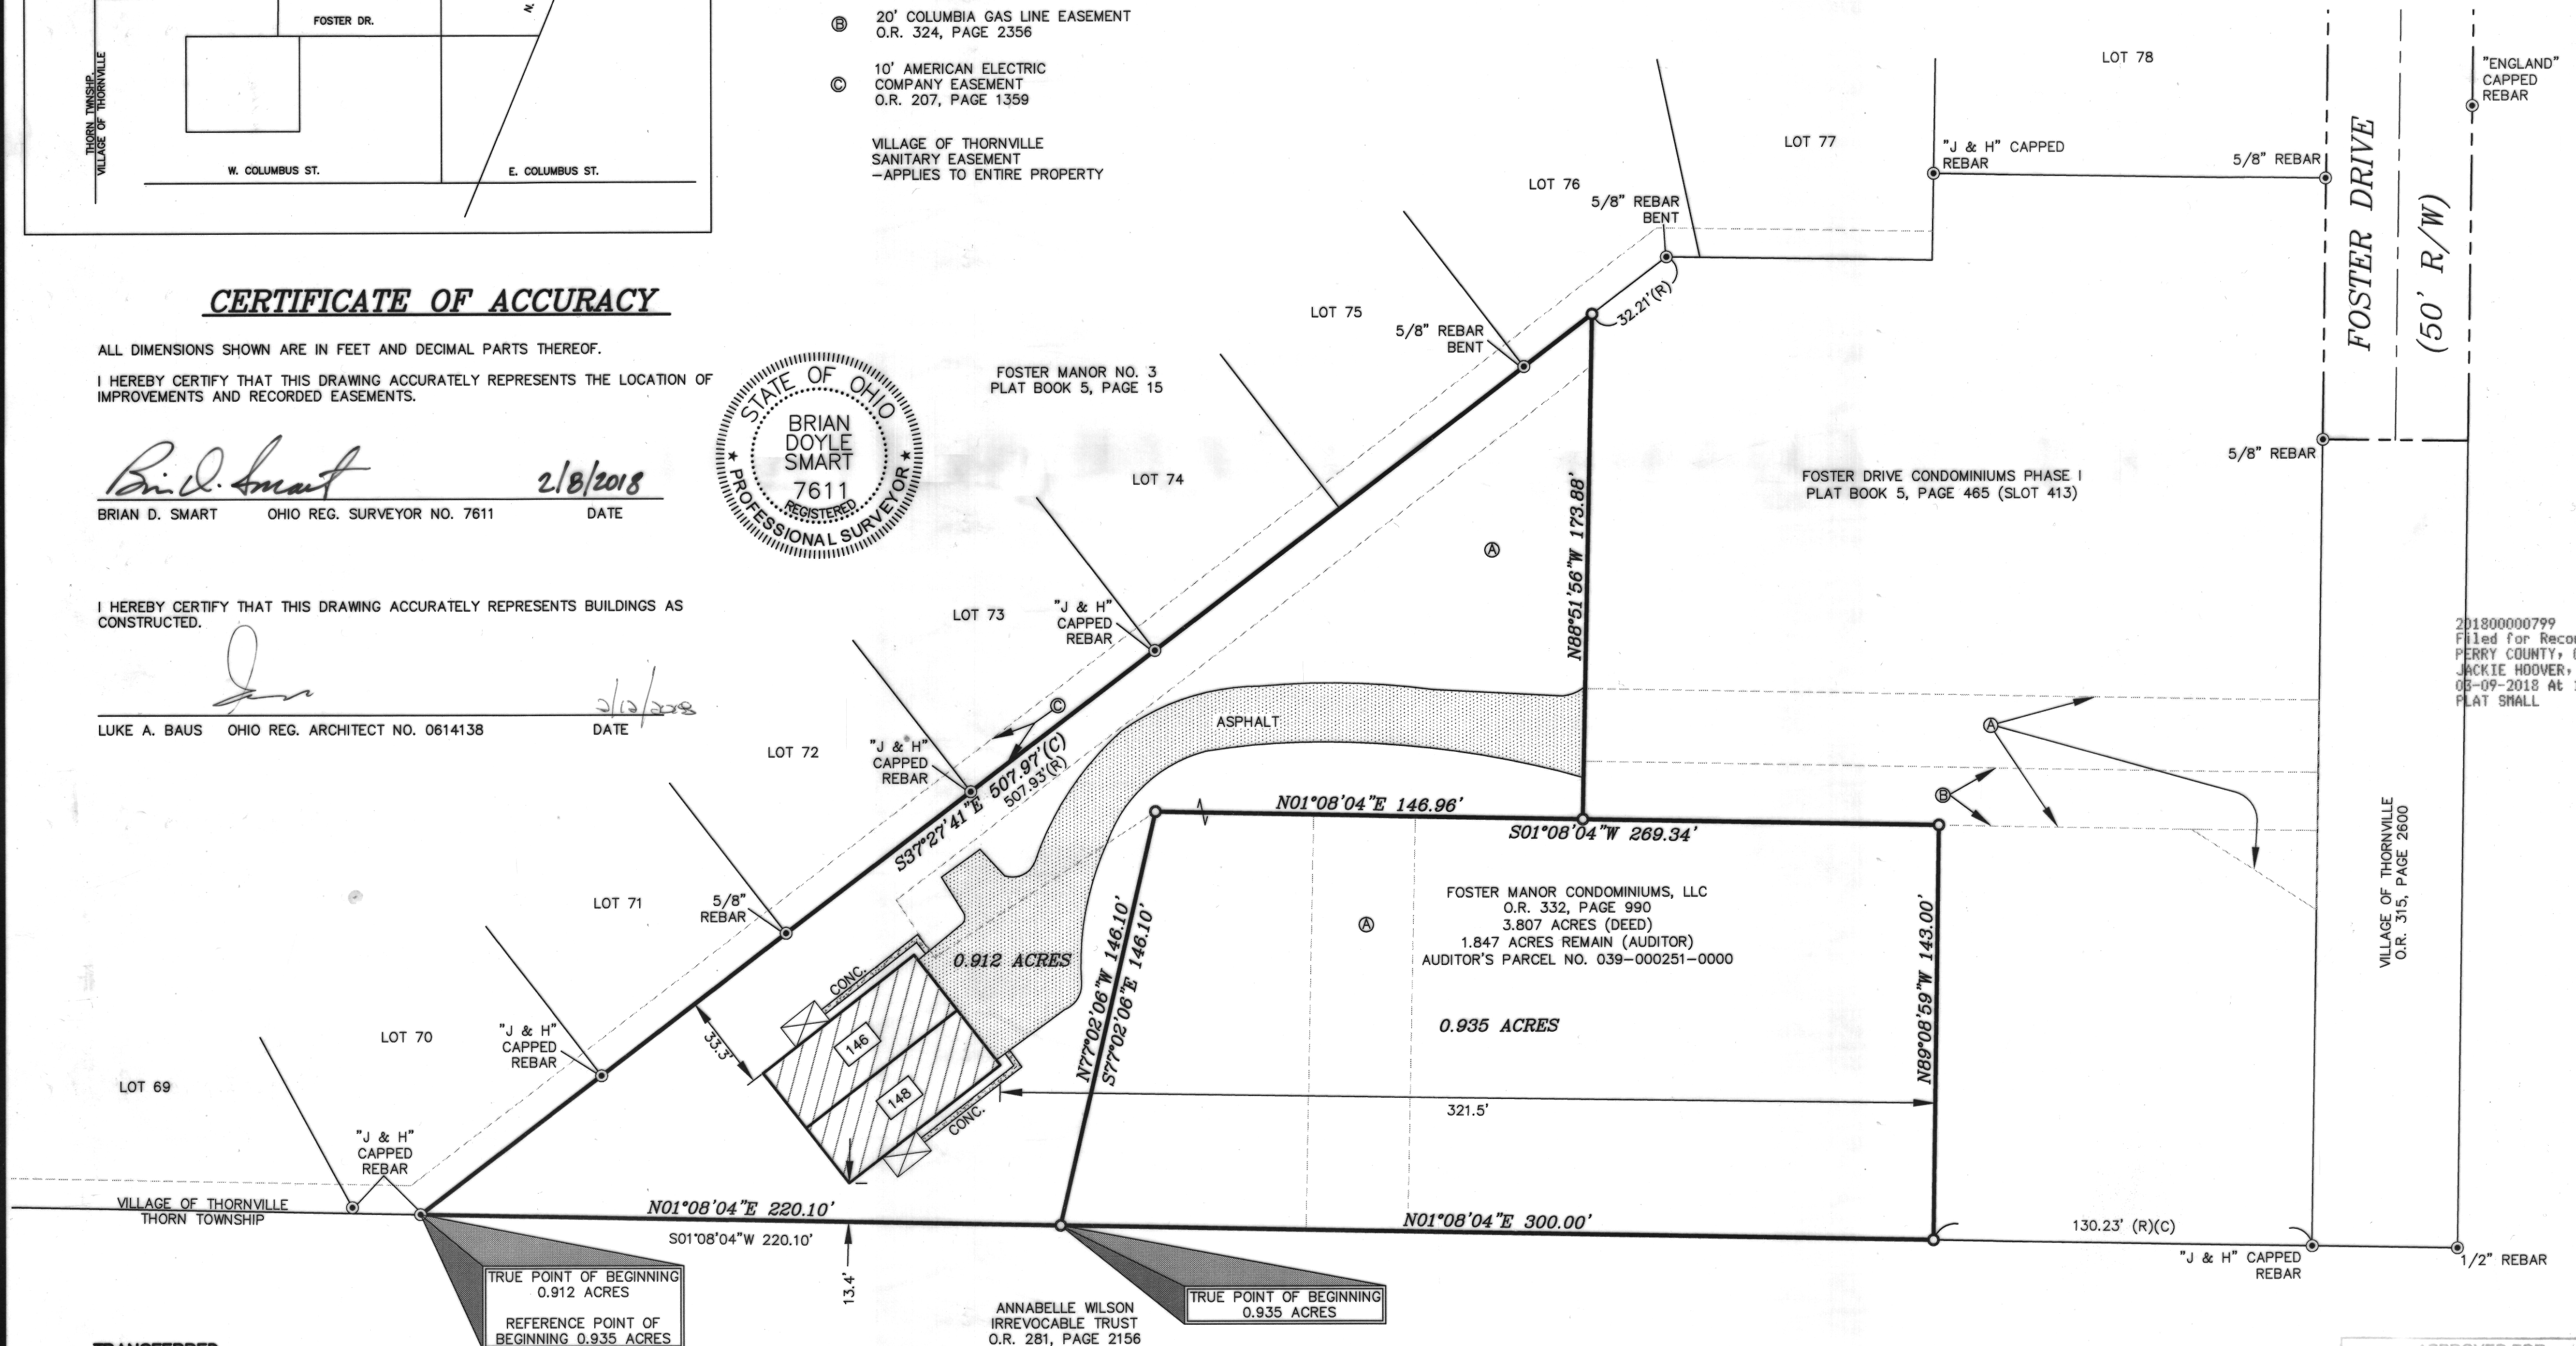 FOSTER DR.
N.
THORN TWNSHP.
VILLAGE OF THORNVILLE
W. COLUMBUS ST.
E. COLUMBUS ST.
Ⓑ 20' COLUMBIA GAS LINE EASEMENT
O.R. 324, PAGE 2356
Ⓒ 10' AMERICAN ELECTRIC
COMPANY EASEMENT
O.R. 207, PAGE 1359
VILLAGE OF THORNVILLE
SANITARY EASEMENT
-APPLIES TO ENTIRE PROPERTY
CERTIFICATE OF ACCURACY
ALL DIMENSIONS SHOWN ARE IN FEET AND DECIMAL PARTS THEREOF.
I HEREBY CERTIFY THAT THIS DRAWING ACCURATELY REPRESENTS THE LOCATION OF
IMPROVEMENTS AND RECORDED EASEMENTS.
Brian D. Smart 2/8/2018
BRIAN D. SMART OHIO REG. SURVEYOR NO. 7611 DATE
I HEREBY CERTIFY THAT THIS DRAWING ACCURATELY REPRESENTS BUILDINGS AS
CONSTRUCTED.
2/12/2018
LUKE A. BAUS OHIO REG. ARCHITECT NO. 0614138 DATE
STATE OF OHIO
BRIAN
DOYLE
SMART
7611
REGISTERED
★ PROFESSIONAL SURVEYOR ★
FOSTER MANOR NO. 3
PLAT BOOK 5, PAGE 15
LOT 78
LOT 77
LOT 76
LOT 75
LOT 74
LOT 73
LOT 72
LOT 71
LOT 70
LOT 69
"ENGLAND"
CAPPED
REBAR
"J & H" CAPPED
REBAR
5/8" REBAR
5/8" REBAR
BENT
32.21'(R)
5/8" REBAR
BENT
FOSTER DRIVE
(50' R/W)
5/8" REBAR
FOSTER DRIVE CONDOMINIUMS PHASE I
PLAT BOOK 5, PAGE 465 (SLOT 413)
N88°51'56"W 173.88'
Ⓐ
"J & H"
CAPPED
REBAR
Ⓒ
ASPHALT
"J & H"
CAPPED
REBAR
S37°27'41"E 507.97'(C)
507.93'(R)
201800000799
Filed for Reco
PERRY COUNTY,
JACKIE HOOVER,
03-09-2018 At
PLAT SMALL
Ⓐ
Ⓑ
N01°08'04"E 146.96'
S01°08'04"W 269.34'
VILLAGE OF THORNVILLE
O.R. 315, PAGE 2600
5/8"
REBAR
FOSTER MANOR CONDOMINIUMS, LLC
O.R. 332, PAGE 990
3.807 ACRES (DEED)
1.847 ACRES REMAIN (AUDITOR)
AUDITOR'S PARCEL NO. 039-000251-0000
Ⓐ
0.935 ACRES
N77°02'06"W 146.10'
S77°02'06"E 146.10'
N89°08'59"W 143.00'
0.912 ACRES
CONC.
146
148
CONC.
33.3'
321.5'
"J & H"
CAPPED
REBAR
"J & H"
CAPPED
REBAR
VILLAGE OF THORNVILLE
THORN TOWNSHIP
N01°08'04"E 220.10'
S01°08'04"W 220.10'
13.4'
N01°08'04"E 300.00'
130.23' (R)(C)
"J & H" CAPPED
REBAR
1/2" REBAR
TRUE POINT OF BEGINNING
0.912 ACRES
REFERENCE POINT OF
BEGINNING 0.935 ACRES
TRUE POINT OF BEGINNING
0.935 ACRES
ANNABELLE WILSON
IRREVOCABLE TRUST
O.R. 281, PAGE 2156
TRANSFERRED